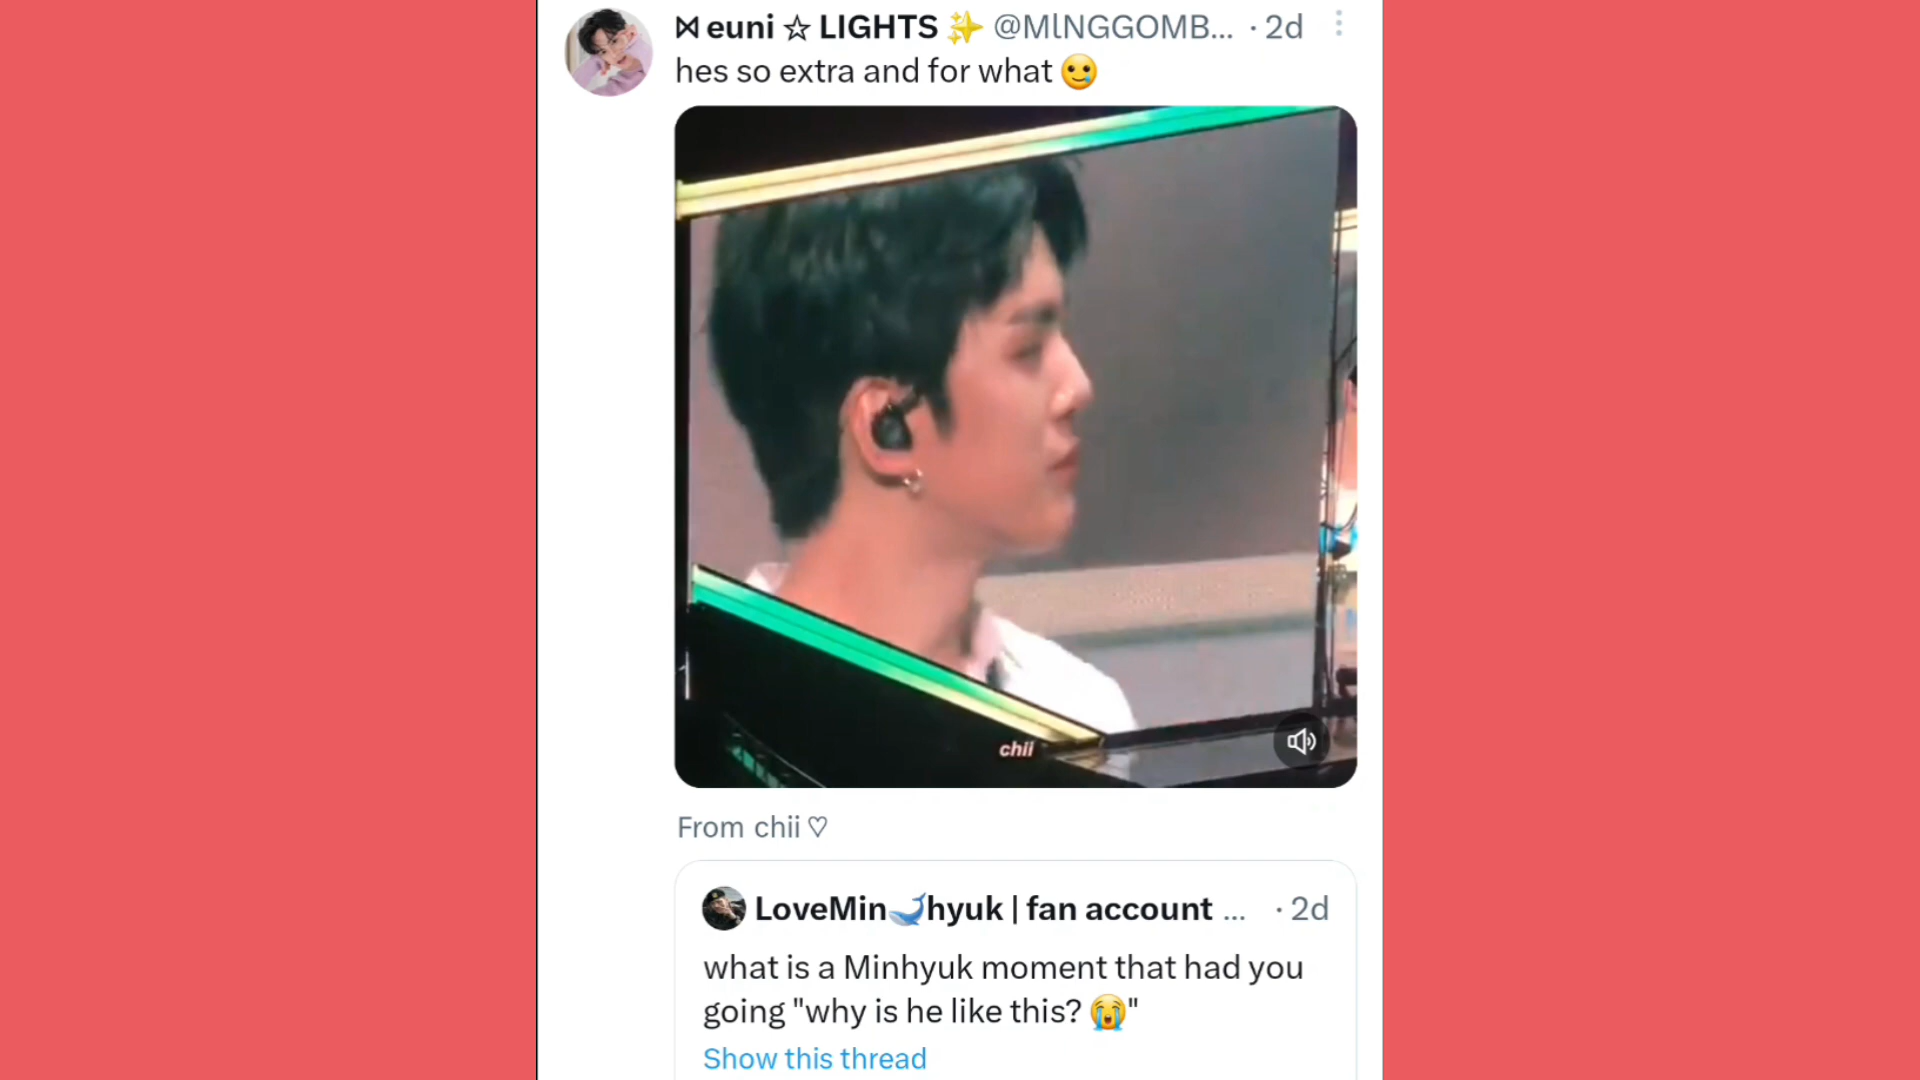 ⋈ euni ☆ LIGHTS ✨ @MlNGGOMB... · 2d
hes so extra and for what 🥲
chii
From chii ♡
LoveMin🐋hyuk | fan account ... · 2d
what is a Minhyuk moment that had you
going "why is he like this? 😭"
Show this thread